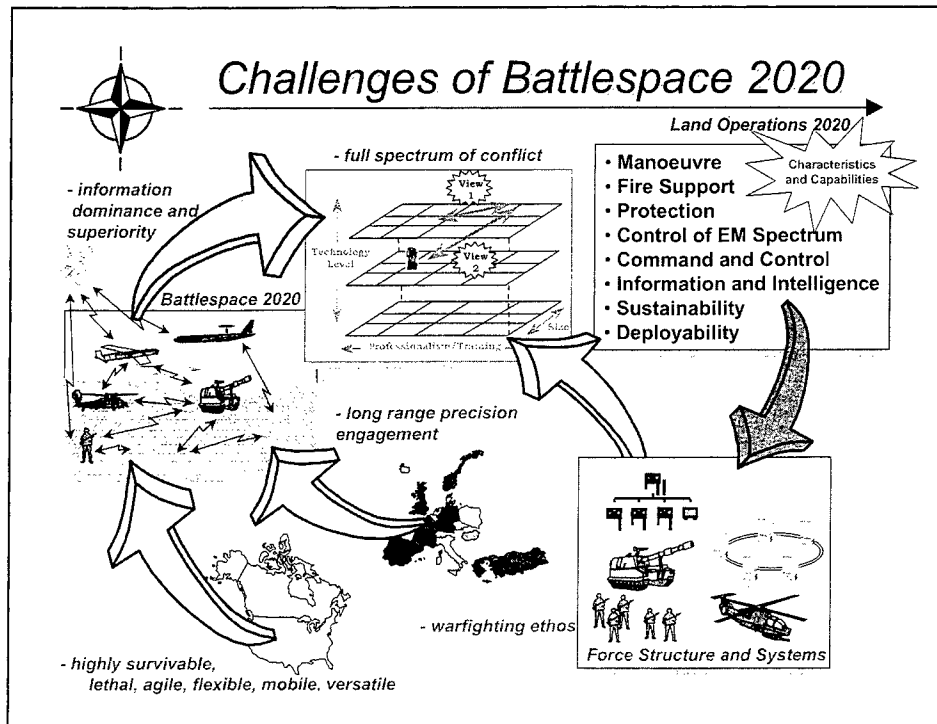 Challenges of Battlespace 2020
Land Operations 2020
- full spectrum of conflict
- information
dominance and
superiority
Characteristics
and Capabilities
• Manoeuvre
• Fire Support
• Protection
• Control of EM Spectrum
• Command and Control
• Information and Intelligence
• Sustainability
• Deployability
View
1
Technology
Level
View
2
Size
Professionalism/Training
Battlespace 2020
- long range precision
engagement
- warfighting ethos
Force Structure and Systems
- highly survivable,
lethal, agile, flexible, mobile, versatile